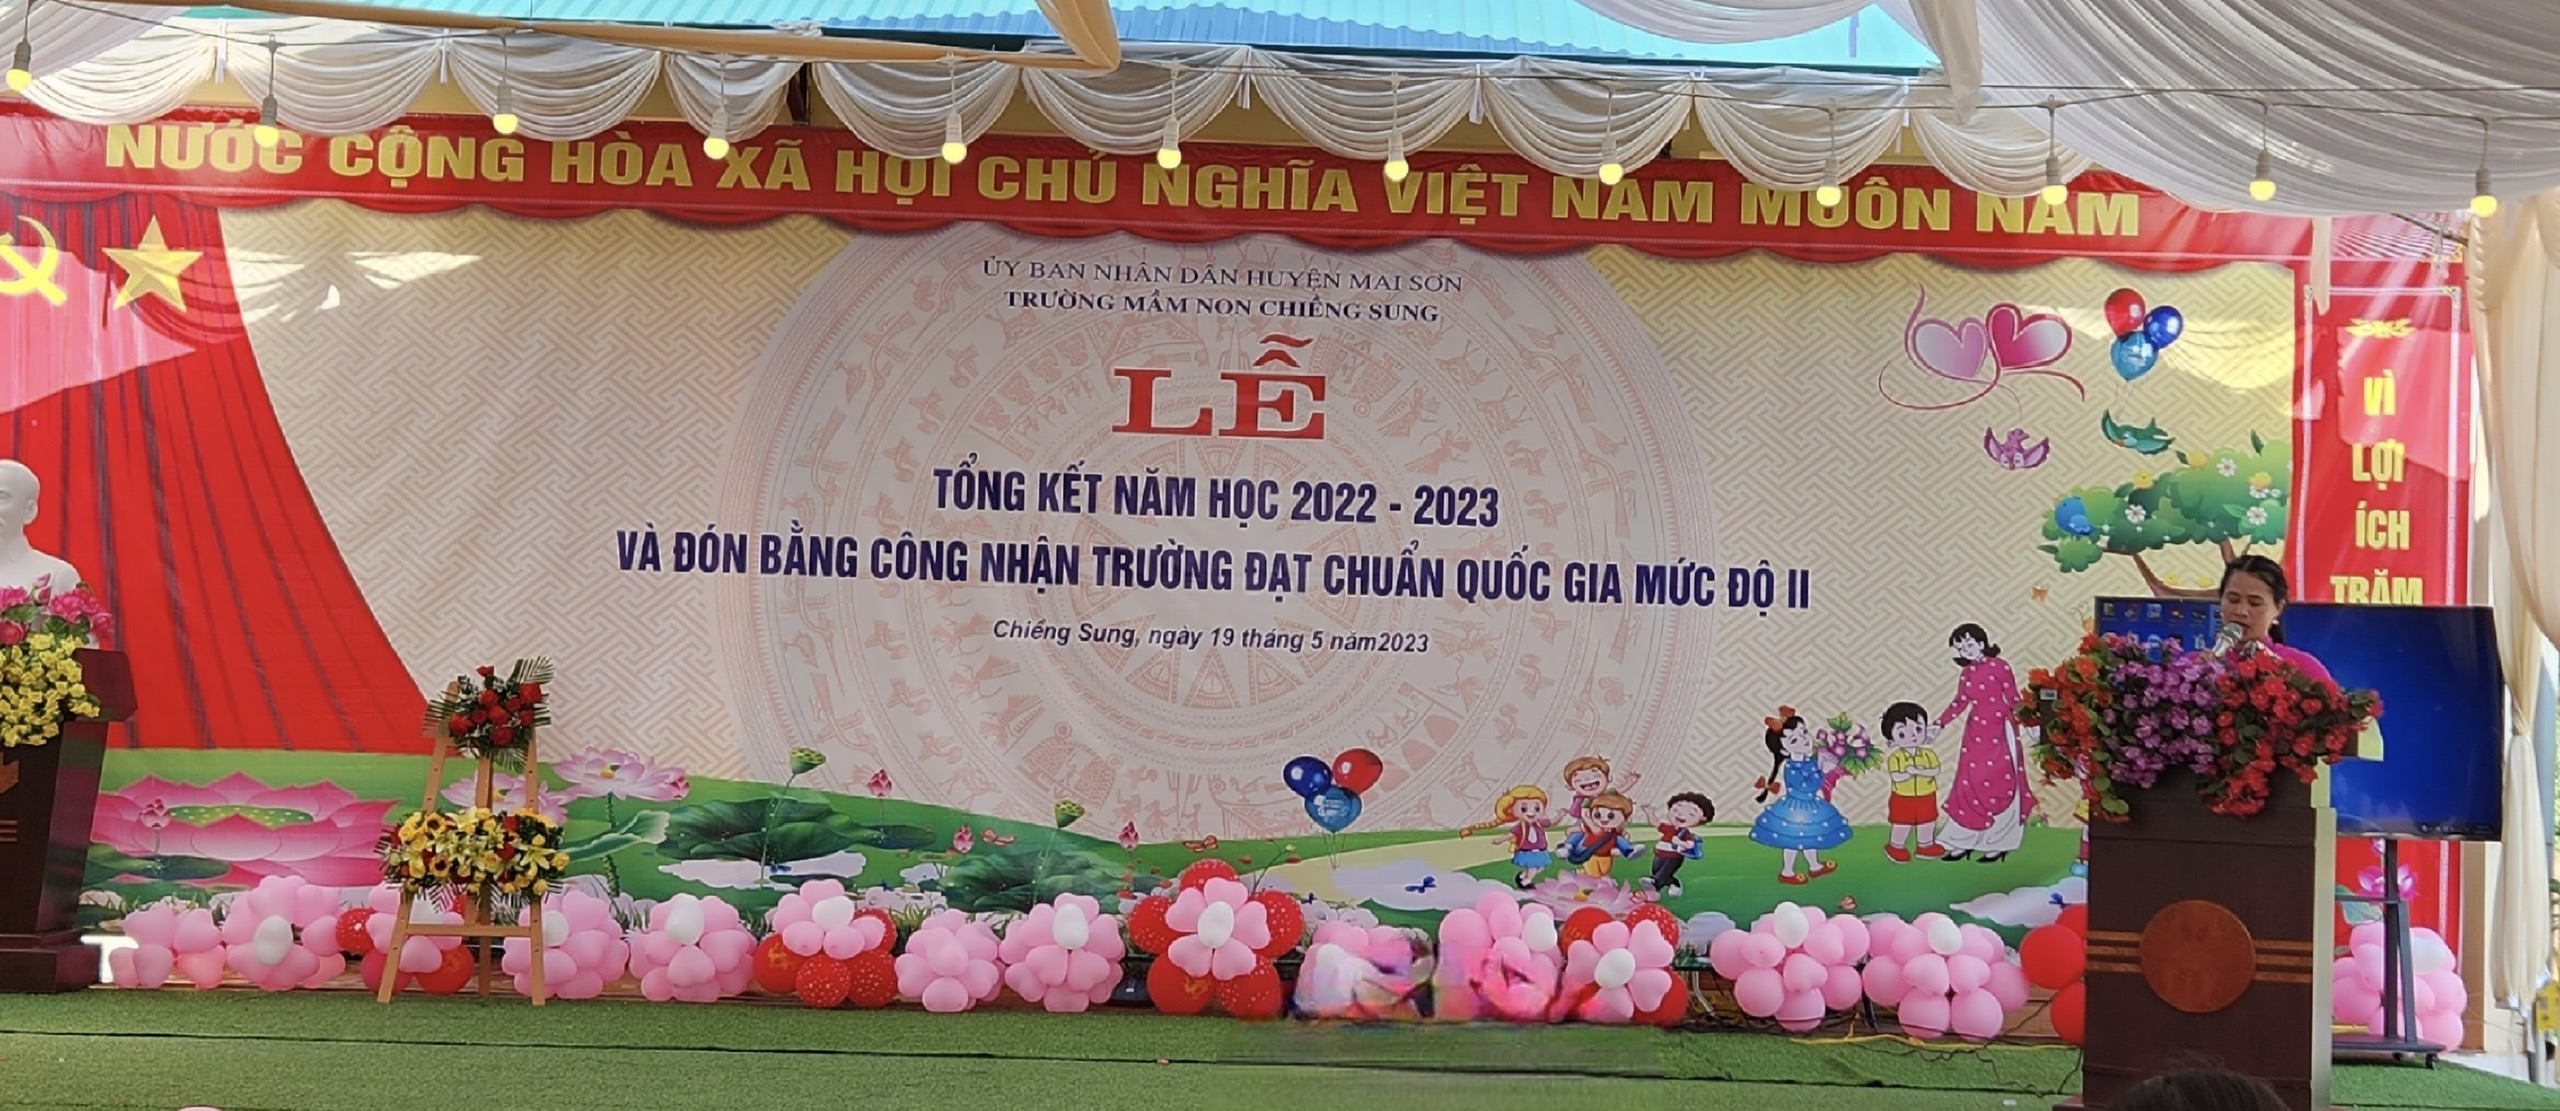 NƯỚC CỘNG HÒA XÃ HỘI CHỦ NGHĨA VIỆT NAM MUÔN NĂM
ỦY BAN NHÂN DÂN HUYỆN MAI SƠN
TRƯỜNG MẦM NON CHIỀNG SUNG
LỄ
TỔNG KẾT NĂM HỌC 2022 - 2023
VÀ ĐÓN BẰNG CÔNG NHẬN TRƯỜNG ĐẠT CHUẨN QUỐC GIA MỨC ĐỘ II
Chiềng Sung, ngày 19 tháng 5 năm2023
VÌ
LỢI
ÍCH
TRĂM